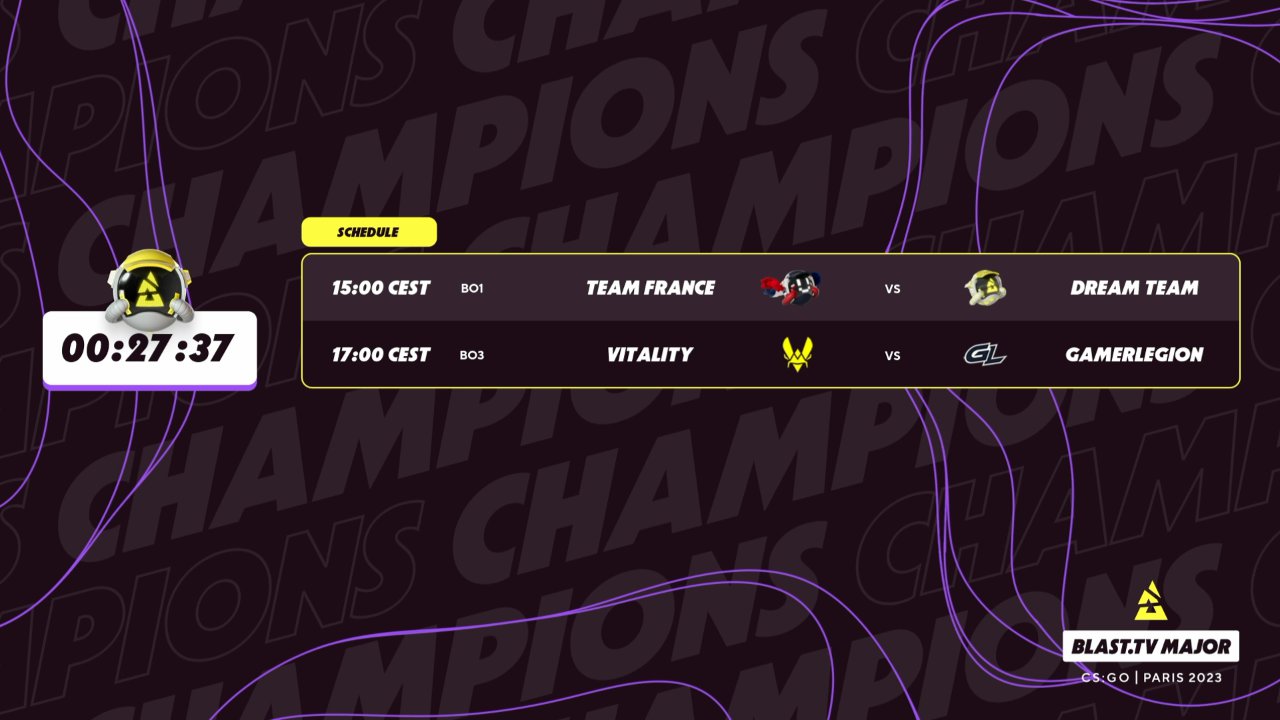 CHAMPIONS
SCHEDULE
15:00 CEST BO1 TEAM FRANCE VS DREAM TEAM
00:27:37
17:00 CEST BO3 VITALITY VS GL GAMERLEGION
BLAST.TV MAJOR
CS:GO | PARIS 2023